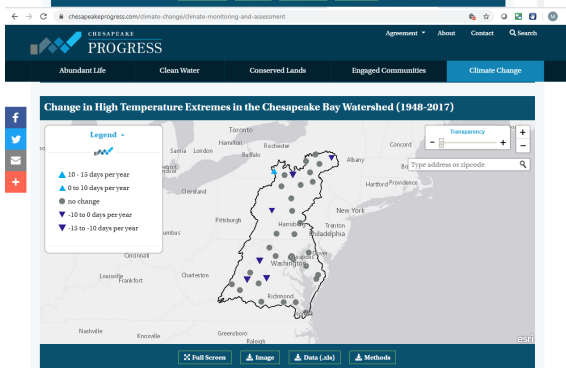 chesapeakeprogress.com/climate-change/climate-monitoring-and-assessment
CHESAPEAKE
PROGRESS
Agreement
About
Contact
Search
Abundant Life
Clean Water
Conserved Lands
Engaged Communities
Climate Change
Change in High Temperature Extremes in the Chesapeake Bay Watershed (1948-2017)
Legend
10 - 15 days per year
0 to 10 days per year
no change
-10 to 0 days per year
-15 to -10 days per year
Transparency
Type address or zipcode
Toronto
Hamilton
Rochester
Sarnia
London
Buffalo
Concord
Albany
Hartford
Providence
Cleveland
New York
Pittsburgh
Harrisburg
Trenton
Philadelphia
Cincinnati
Washington
Louisville
Frankfort
Charleston
Richmond
Nashville
Knoxville
Greensboro
Raleigh
esri
Full Screen
Image
Data (.xls)
Methods